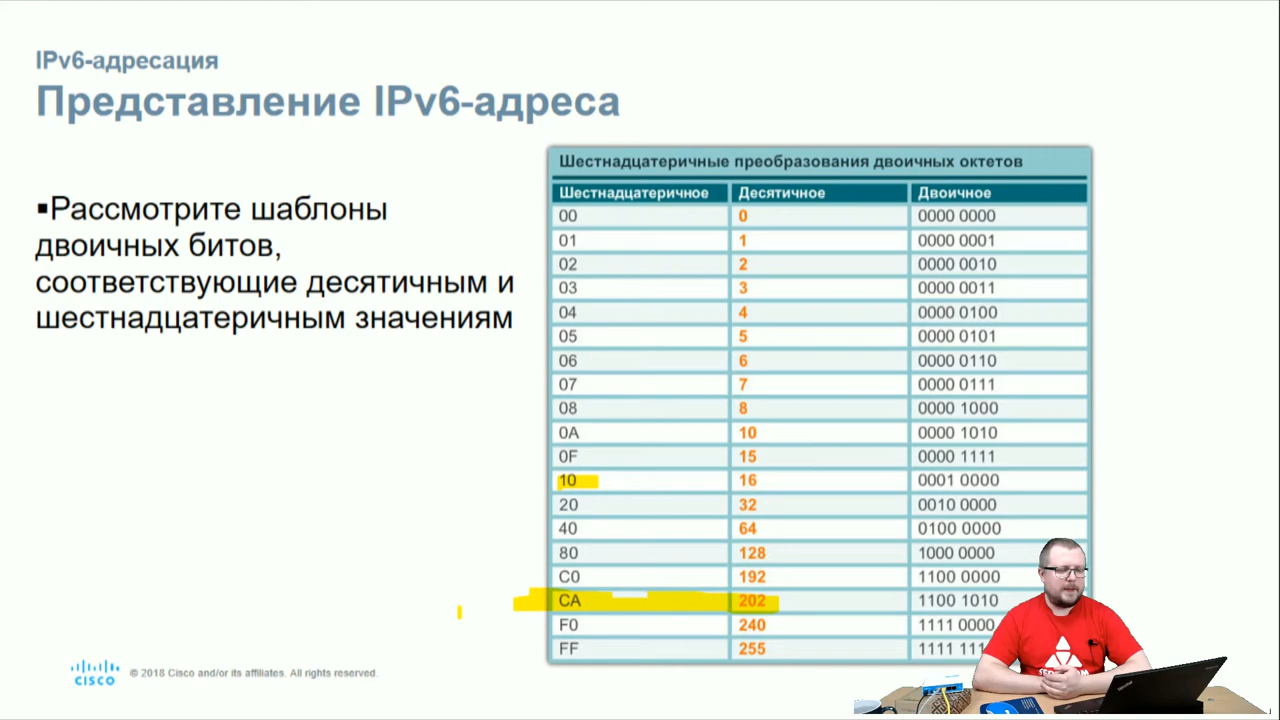 IPv6-адресация
Представление IPv6-адреса
▪Рассмотрите шаблоны
двоичных битов,
соответствующие десятичным и
шестнадцатеричным значениям
Шестнадцатеричные преобразования двоичных октетов
Шестнадцатеричное Десятичное Двоичное
00 0 0000 0000
01 1 0000 0001
02 2 0000 0010
03 3 0000 0011
04 4 0000 0100
05 5 0000 0101
06 6 0000 0110
07 7 0000 0111
08 8 0000 1000
0A 10 0000 1010
0F 15 0000 1111
10 16 0001 0000
20 32 0010 0000
40 64 0100 0000
80 128 1000 0000
C0 192 1100 0000
CA 202 1100 1010
F0 240 1111 0000
FF 255 1111
CISCO
© 2018 Cisco and/or its affiliates. All rights reserved.